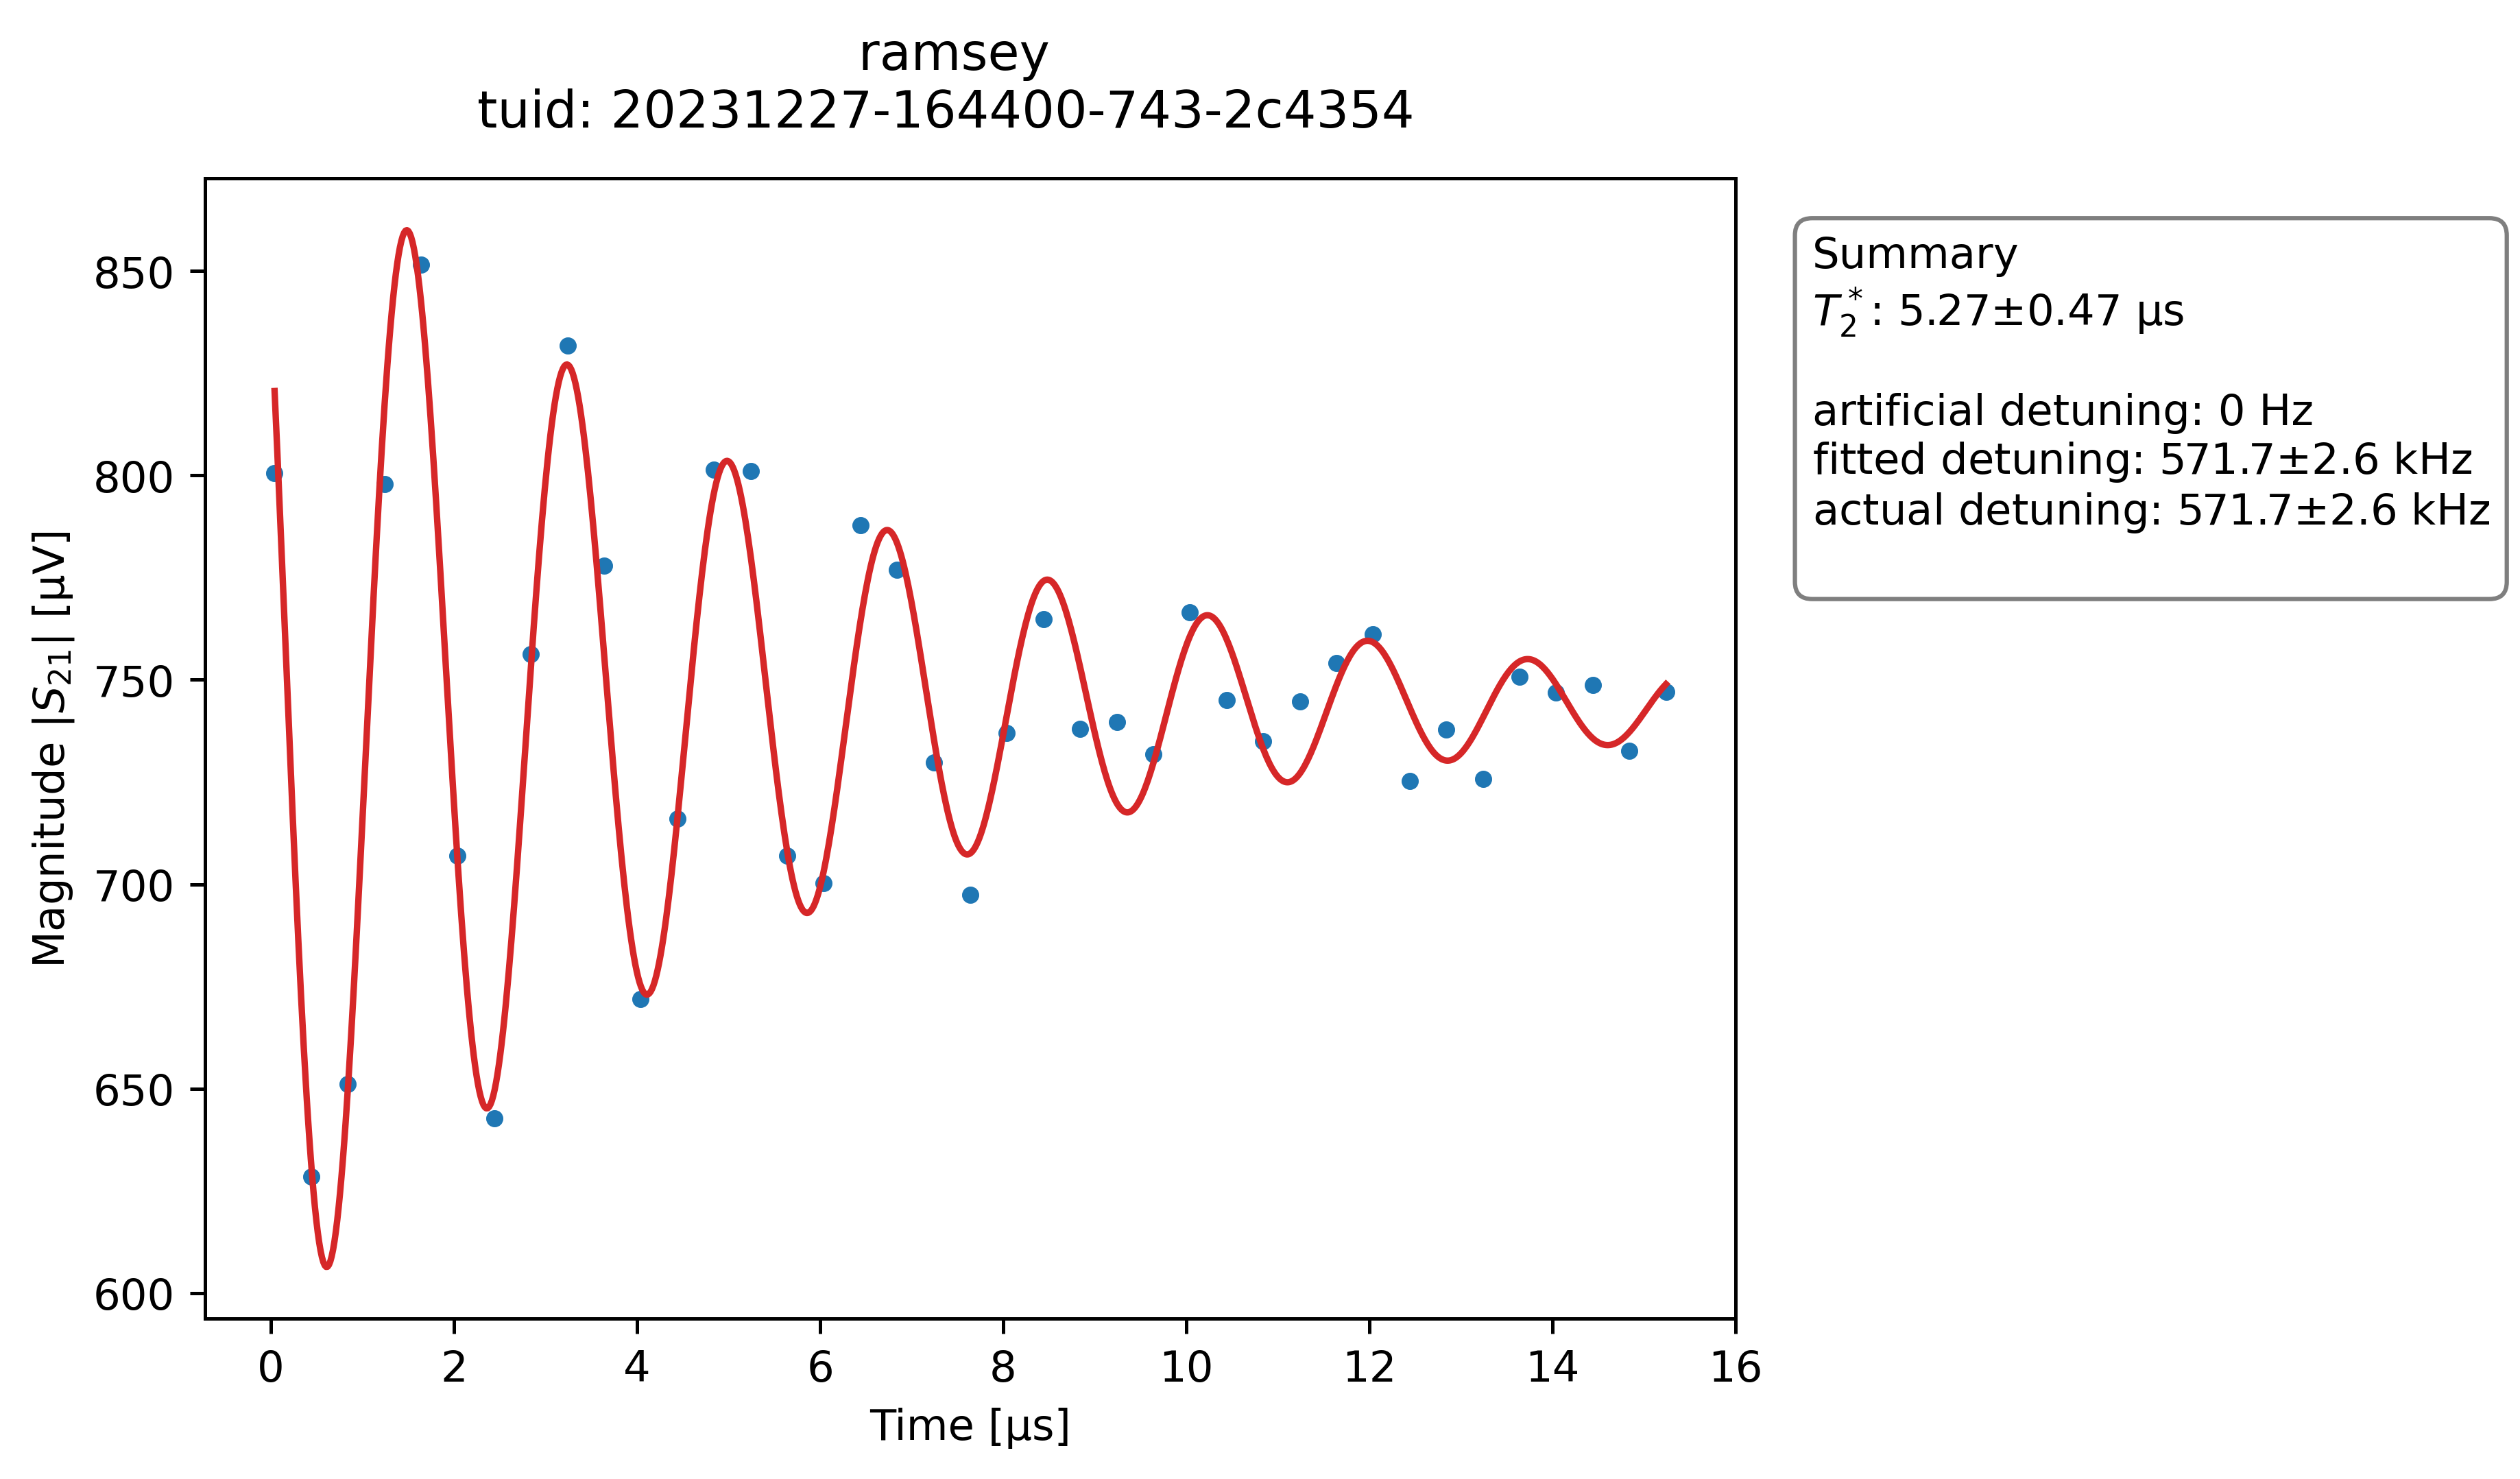 ramsey
tuid: 20231227-164400-743-2c4354
Magnitude |S21| [µV]
850
800
750
700
650
600
0 2 4 6 8 10 12 14 16
Time [µs]
Summary
T2*: 5.27±0.47 µs
artificial detuning: 0 Hz
fitted detuning: 571.7±2.6 kHz
actual detuning: 571.7±2.6 kHz